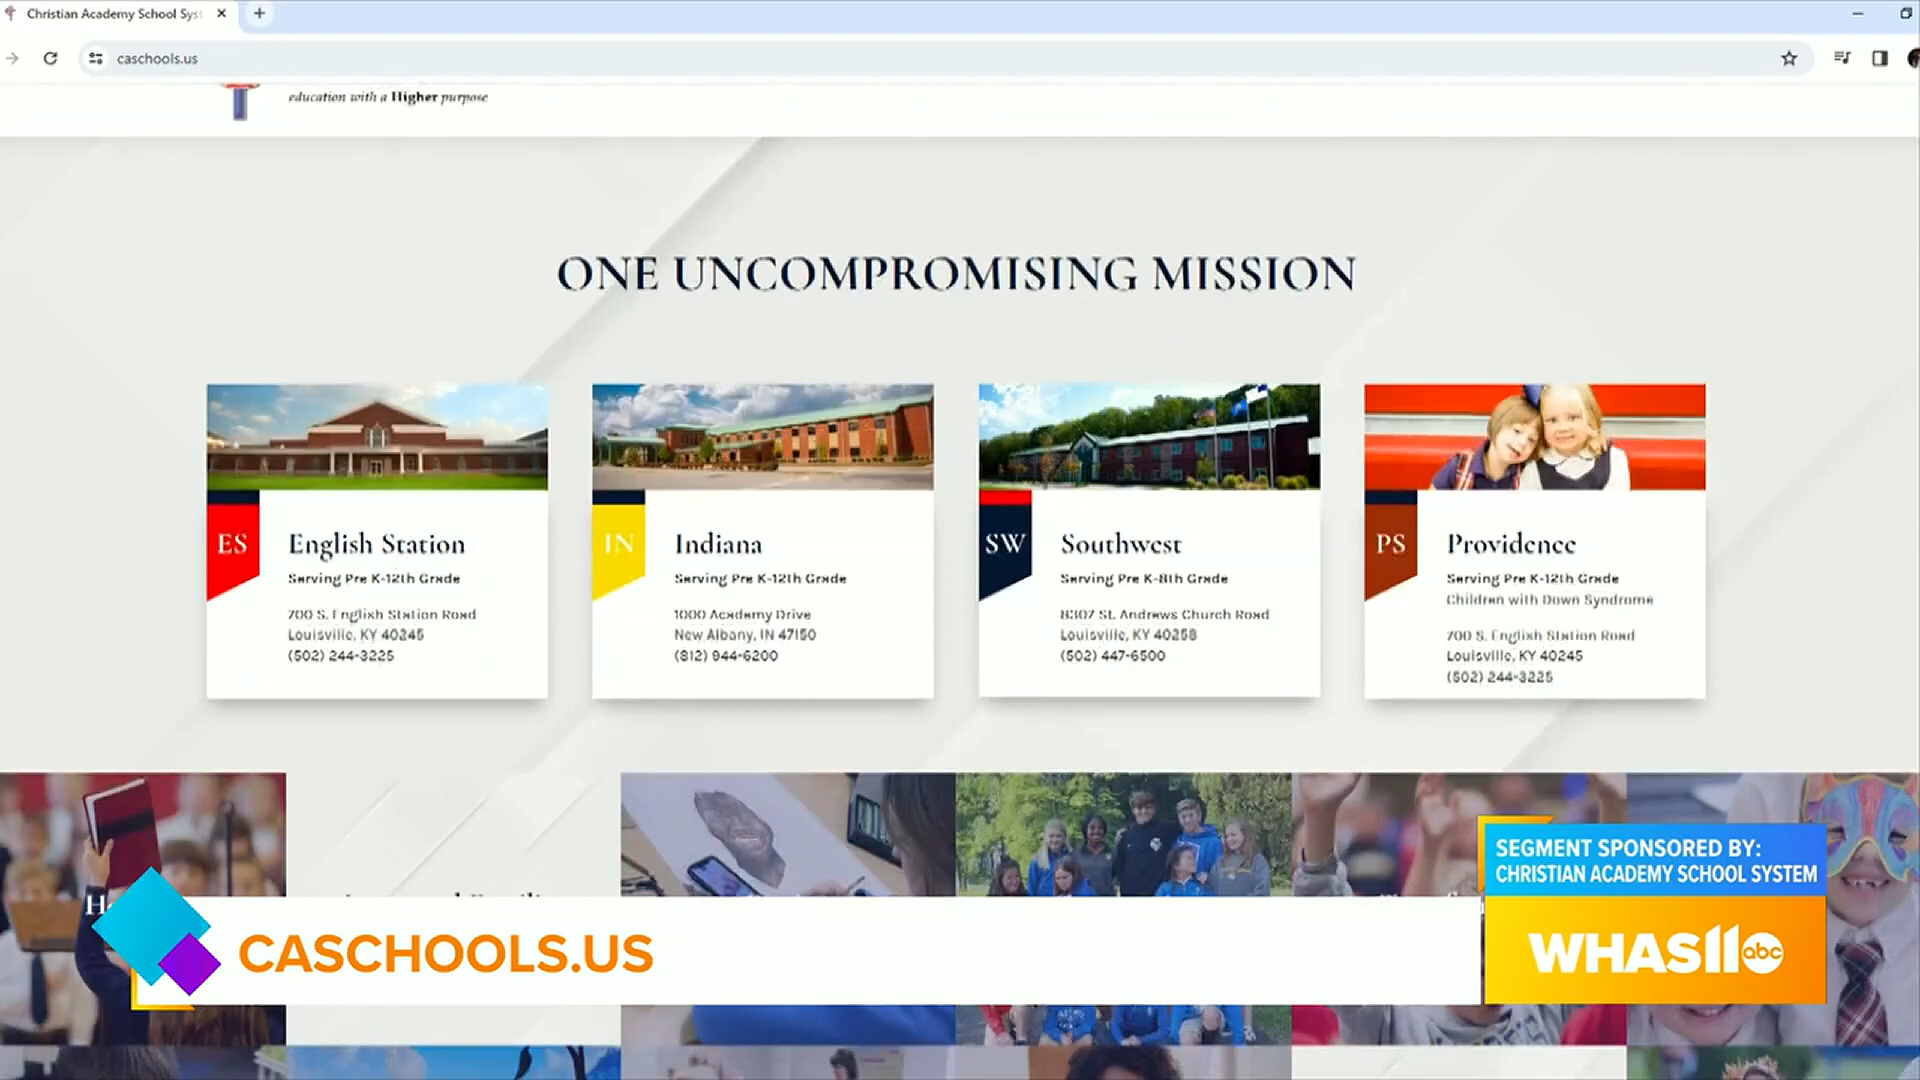 Christian Academy School Sys
caschools.us
education with a Higher purpose
ONE UNCOMPROMISING MISSION
ES
English Station
Serving Pre K-12th Grade
700 S. English Station Road
Louisville, KY 40245
(502) 244-3225
IN
Indiana
Serving Pre K-12th Grade
1000 Academy Drive
New Albany, IN 47150
(812) 944-6200
SW
Southwest
Serving Pre K-8th Grade
8307 St. Andrews Church Road
Louisville, KY 40258
(502) 447-6500
PS
Providence
Serving Pre K-12th Grade
Children with Down Syndrome
700 S. English Station Road
Louisville, KY 40245
(502) 244-3225
SEGMENT SPONSORED BY:
CHRISTIAN ACADEMY SCHOOL SYSTEM
CASCHOOLS.US
WHAS11 abc